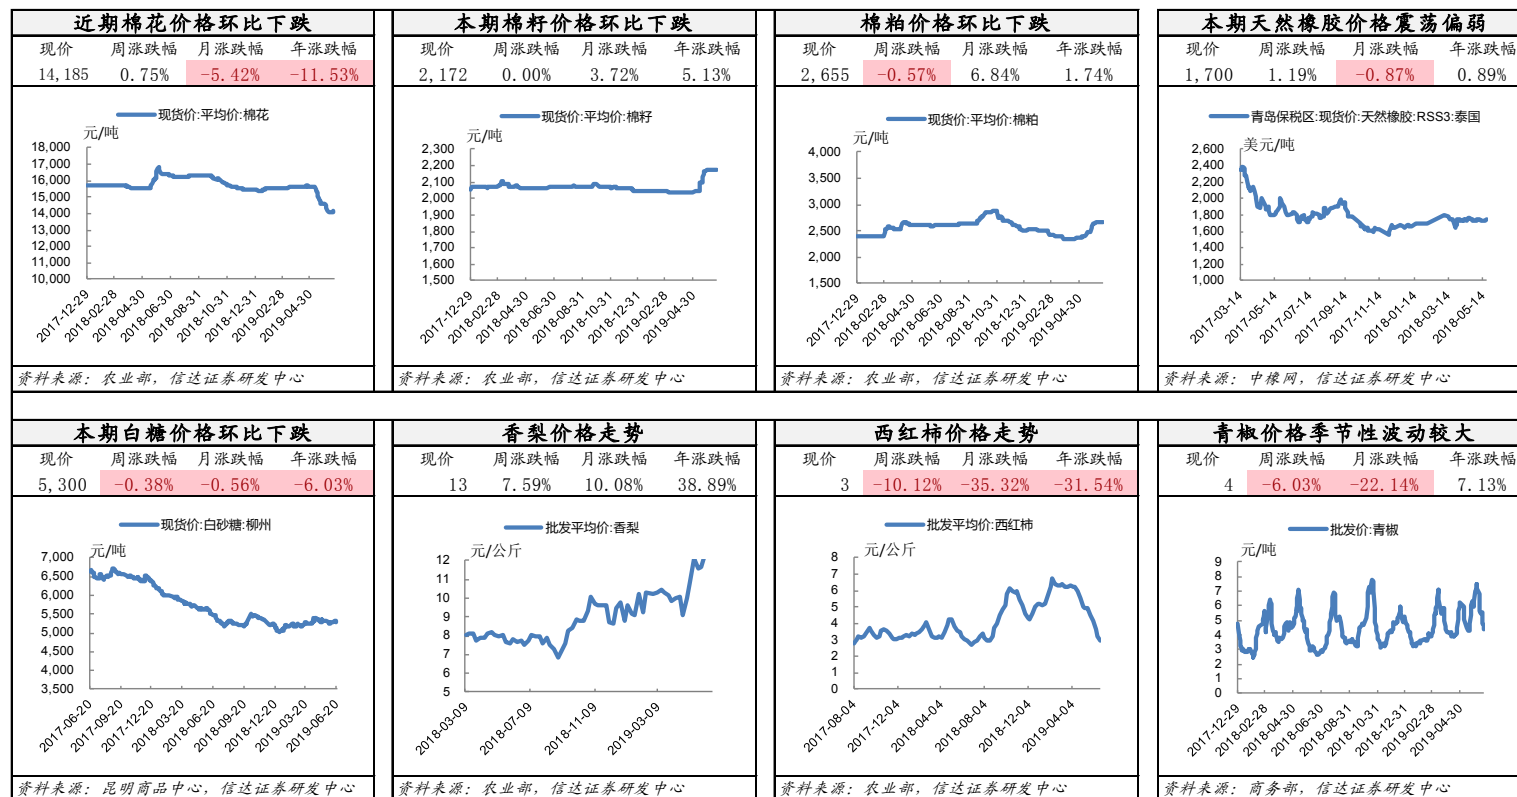 近期棉花价格环比下跌
现价 周涨跌幅 月涨跌幅 年涨跌幅
14,185 0.75% -5.42% -11.53%
现货价:平均价:棉花
元/吨
18,000
17,000
16,000
15,000
14,000
13,000
12,000
11,000
10,000
2017-12-29
2018-02-28
2018-04-30
2018-06-30
2018-08-31
2018-10-31
2018-12-31
2019-02-28
2019-04-30
资料来源：农业部，信达证券研发中心
本期棉籽价格环比下跌
现价 周涨跌幅 月涨跌幅 年涨跌幅
2,172 0.00% 3.72% 5.13%
现货价:平均价:棉籽
元/吨
2,300
2,200
2,100
2,000
1,900
1,800
1,700
1,600
1,500
2017-12-29
2018-02-28
2018-04-30
2018-06-30
2018-08-31
2018-10-31
2018-12-31
2019-02-28
2019-04-30
资料来源：农业部，信达证券研发中心
棉粕价格环比下跌
现价 周涨跌幅 月涨跌幅 年涨跌幅
2,655 -0.57% 6.84% 1.74%
现货价:平均价:棉粕
元/吨
4,000
3,500
3,000
2,500
2,000
1,500
2017-12-29
2018-02-28
2018-04-30
2018-06-30
2018-08-31
2018-10-31
2018-12-31
2019-02-28
2019-04-30
资料来源：农业部，信达证券研发中心
本期天然橡胶价格震荡偏弱
现价 周涨跌幅 月涨跌幅 年涨跌幅
1,700 1.19% -0.87% 0.89%
青岛保税区:现货价:天然橡胶:RSS3:泰国
美元/吨
2,600
2,400
2,200
2,000
1,800
1,600
1,400
1,200
1,000
2017-03-14
2017-05-14
2017-07-14
2017-09-14
2017-11-14
2018-01-14
2018-03-14
2018-05-14
资料来源：中橡网，信达证券研发中心
本期白糖价格环比下跌
现价 周涨跌幅 月涨跌幅 年涨跌幅
5,300 -0.38% -0.56% -6.03%
现货价:白砂糖:柳州
元/吨
7,000
6,500
6,000
5,500
5,000
4,500
4,000
3,500
2017-06-20
2017-09-20
2017-12-20
2018-03-20
2018-06-20
2018-09-20
2018-12-20
2019-03-20
2019-06-20
资料来源：昆明商品中心，信达证券研发中心
香梨价格走势
现价 周涨跌幅 月涨跌幅 年涨跌幅
13 7.59% 10.08% 38.89%
批发平均价:香梨
元/公斤
12
11
10
9
8
7
6
5
2018-03-09
2018-07-09
2018-11-09
2019-03-09
资料来源：农业部，信达证券研发中心
西红柿价格走势
现价 周涨跌幅 月涨跌幅 年涨跌幅
3 -10.12% -35.32% -31.54%
批发平均价:西红柿
元/公斤
8
7
6
5
4
3
2
1
0
2017-08-04
2017-12-04
2018-04-04
2018-08-04
2018-12-04
2019-04-04
资料来源：农业部，信达证券研发中心
青椒价格季节性波动较大
现价 周涨跌幅 月涨跌幅 年涨跌幅
4 -6.03% -22.14% 7.13%
批发价:青椒
元/吨
9
8
7
6
5
4
3
2
1
0
2017-12-29
2018-02-28
2018-04-30
2018-06-30
2018-08-31
2018-10-31
2018-12-31
2019-02-28
2019-04-30
资料来源：商务部，信达证券研发中心